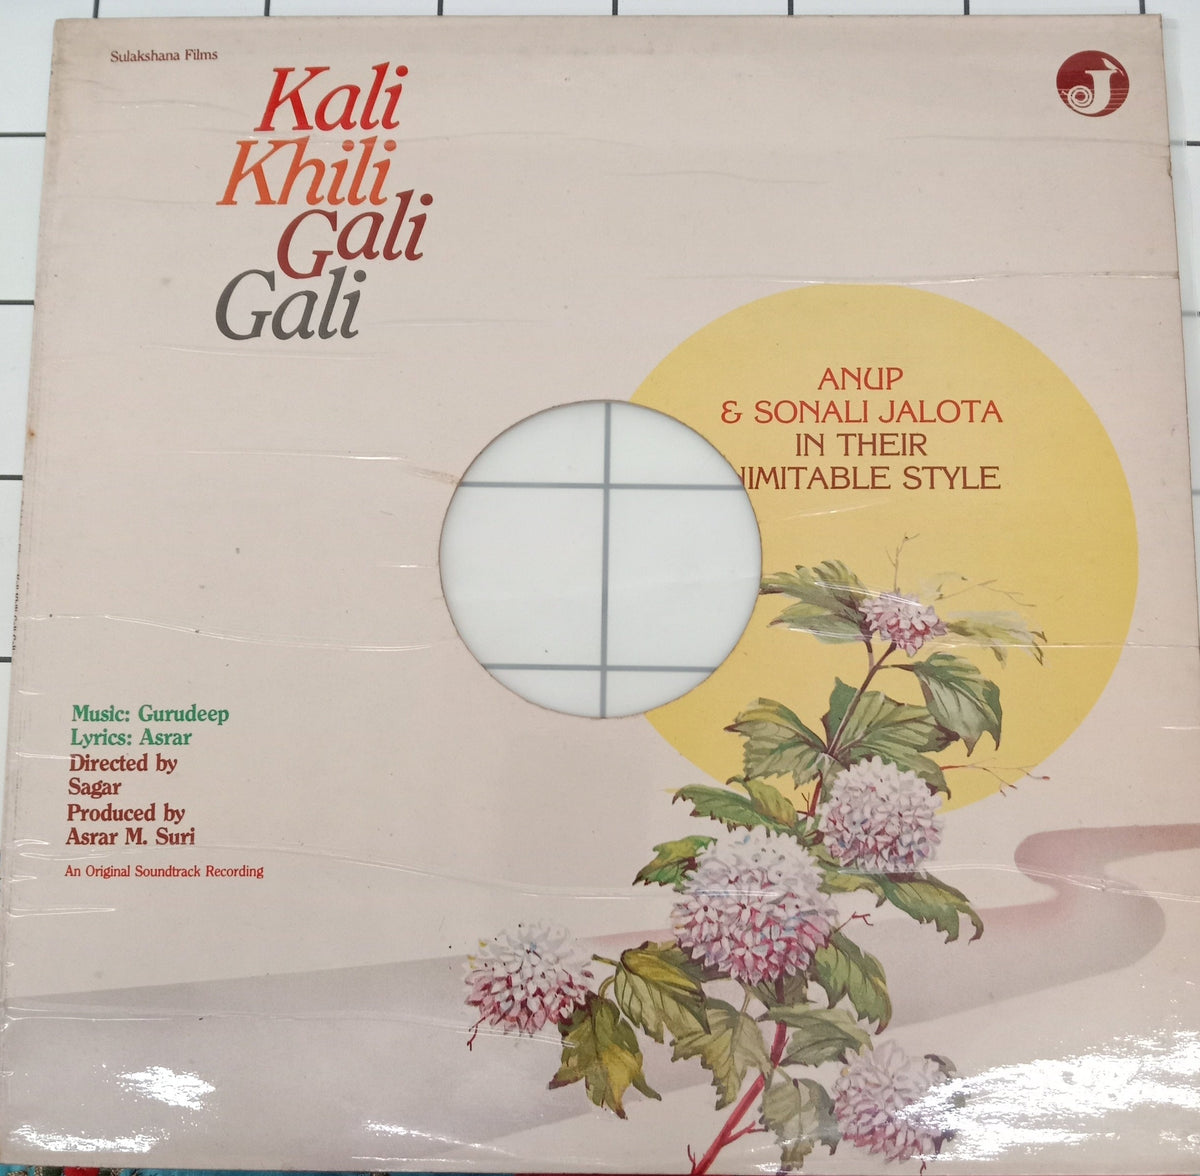 Sulakshana Films
Kali
Khili
Gali
Gali
J
ANUP
& SONALI JALOTA
IN THEIR
NIMITABLE STYLE
Music: Gurudeep
Lyrics: Asrar
Directed by
Sagar
Produced by
Asrar M. Suri
An Original Soundtrack Recording